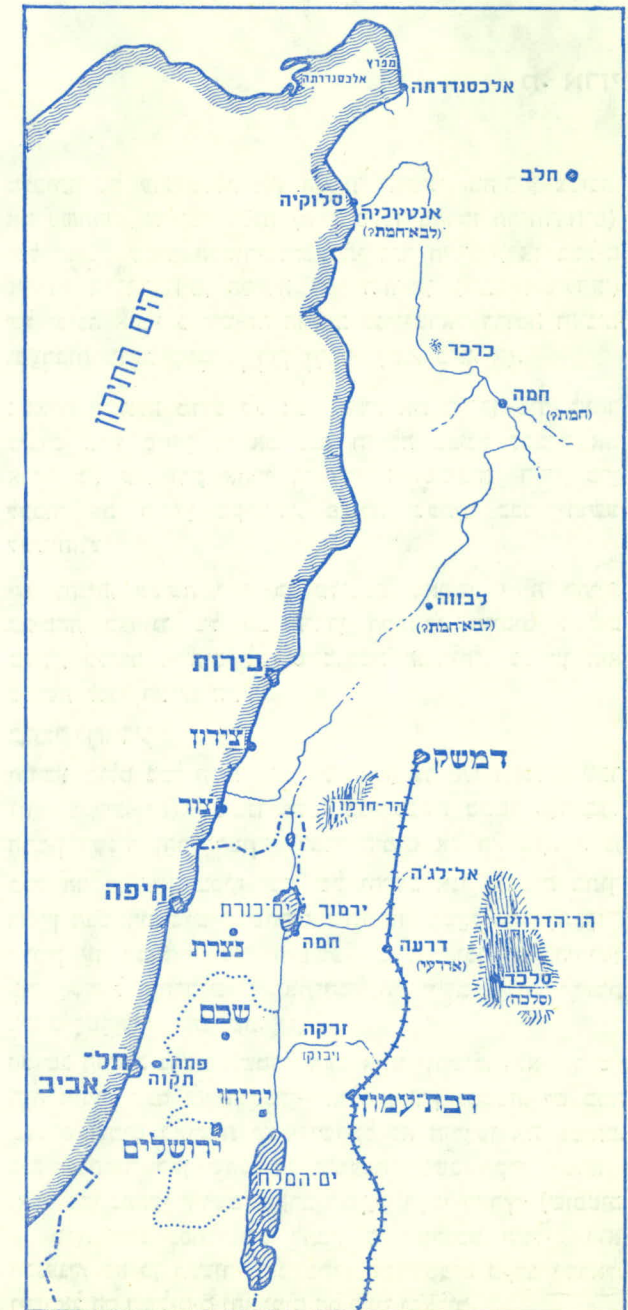 מפרץ
אלכסנדרתה
אלכסנדרתה
חלב
סלוקיה
אנטיוכיה
(לבא־חמת?)
הים התיכון
כרכר
חמה
(חמת?)
לבווה
(לבא־חמת?)
בירות
צידון
דמשק
הר־חרמון
צור
אל־לג'ה
חיפה
ים־כנרת
ירמוך
הר הדרוזים
נצרת
חמה
דרעה
(אדרעי)
סלכד
(סלכה)
שכם
זרקה
(יבוק)
תל־
אביב
פתח־
תקוה
יריחו
רבת־עמון
ירושלים
ים־המלח